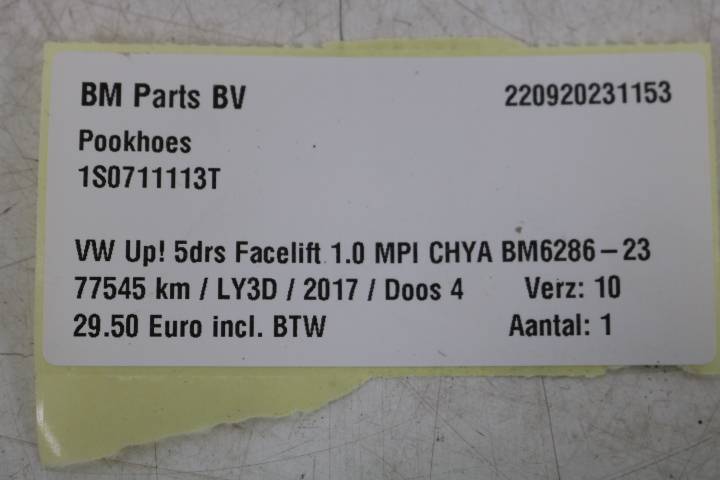 BM Parts BV 220920231153
Pookhoes
1S0711113T
VW Up! 5drs Facelift 1.0 MPI CHYA BM6286-23
77545 km / LY3D / 2017 / Doos 4 Verz: 10
29.50 Euro incl. BTW Aantal: 1